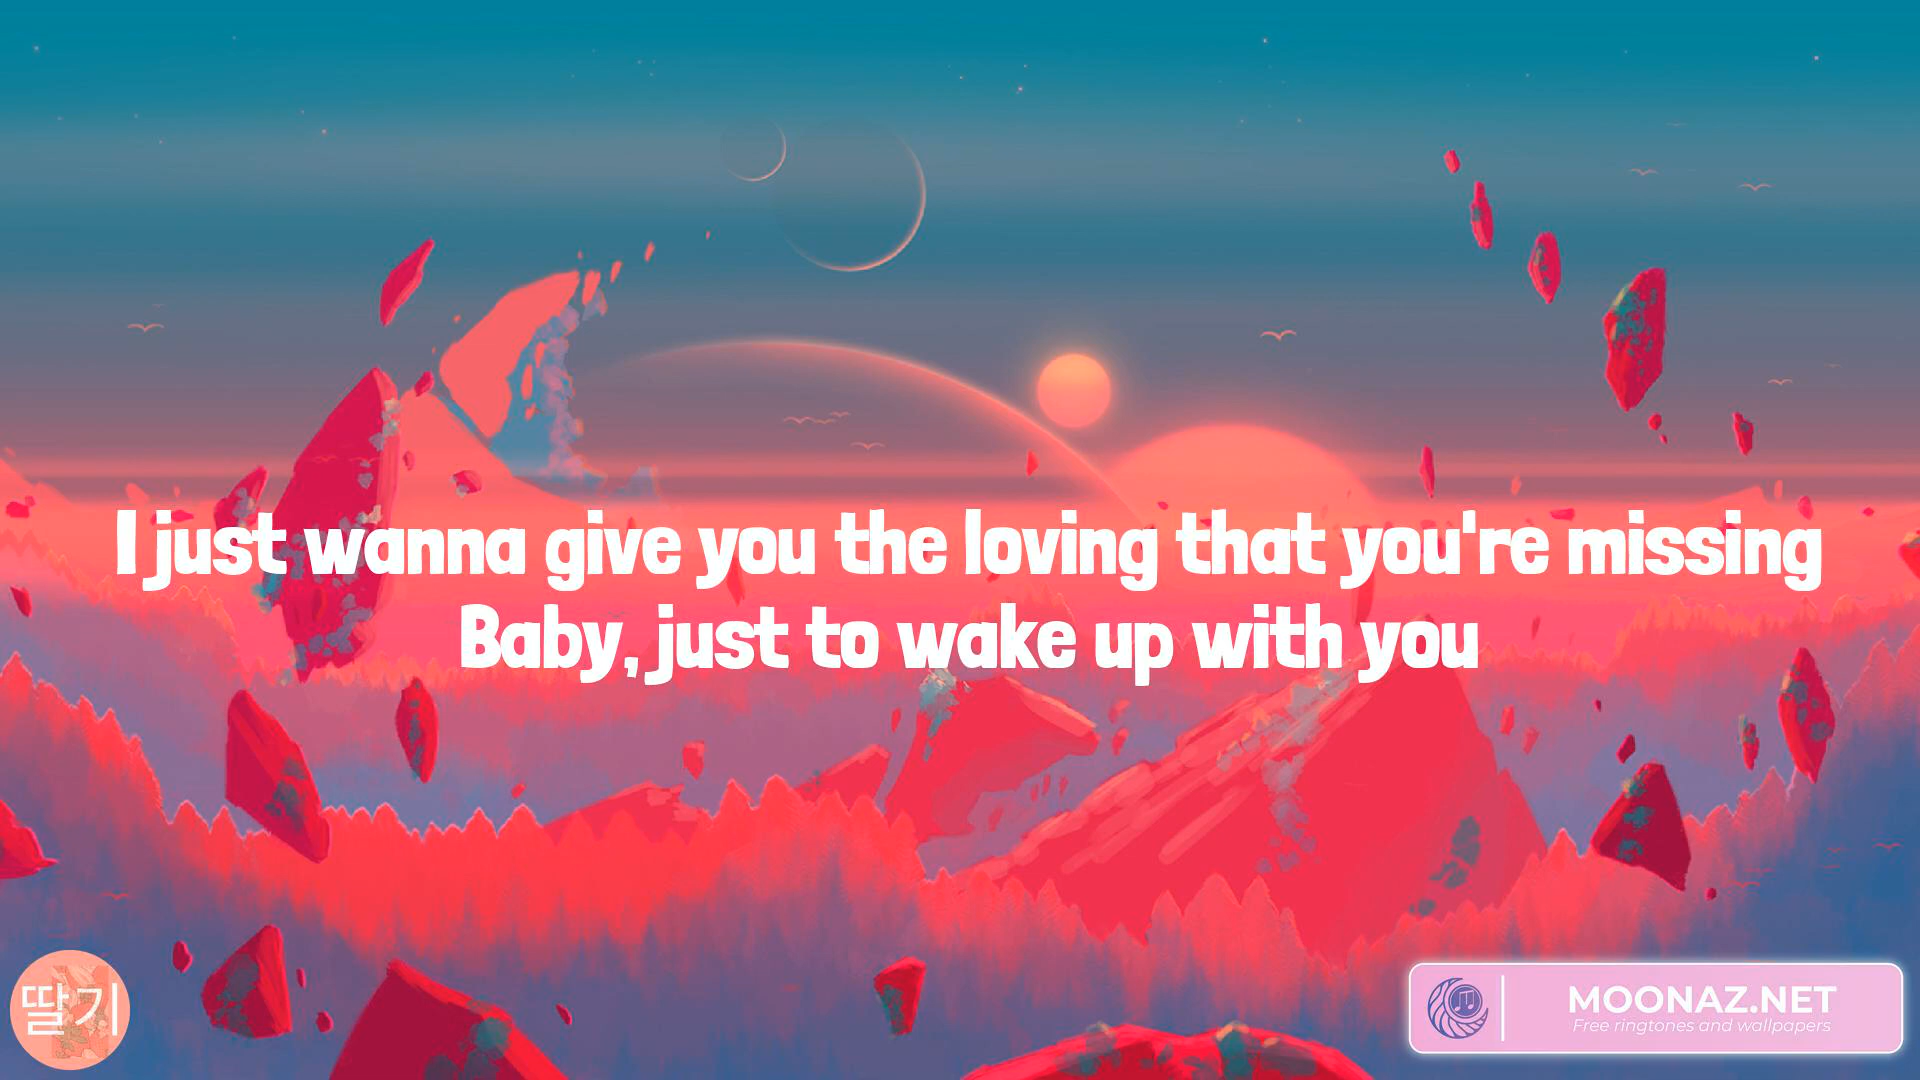 I just wanna give you the loving that you're missing
Baby, just to wake up with you
딸기
MOONAZ.NET
Free ringtones and wallpapers